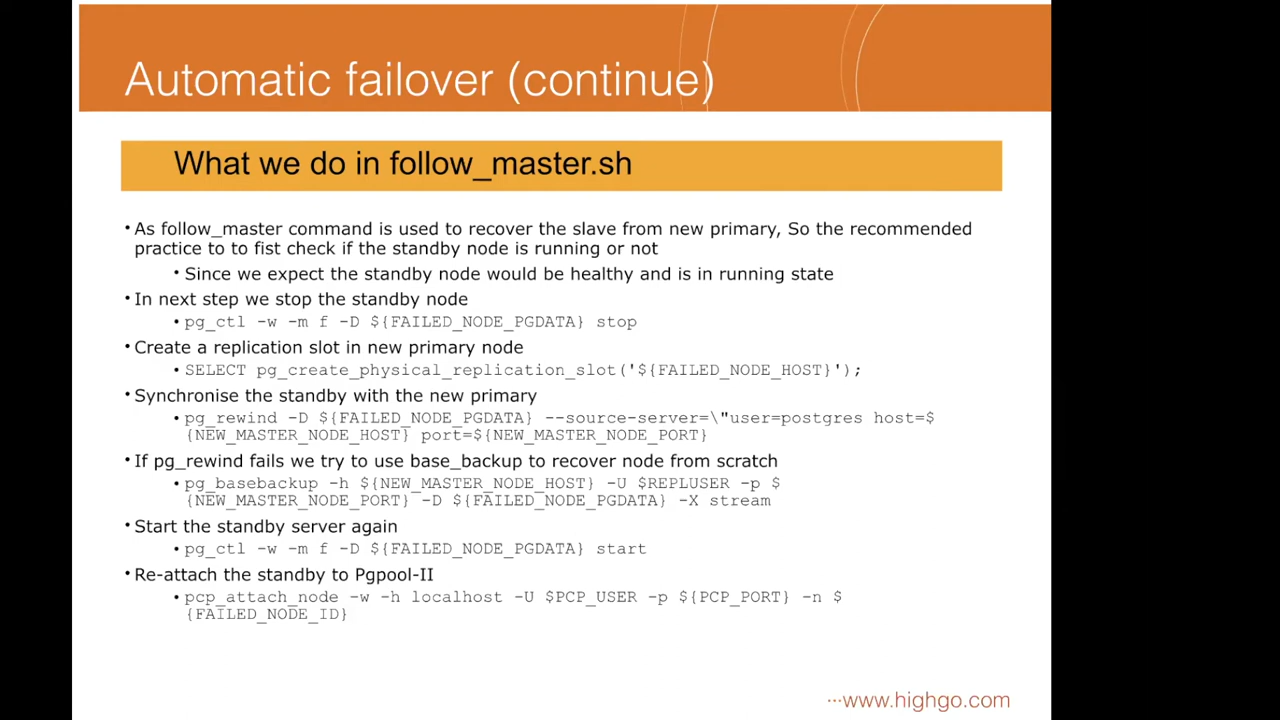 Automatic failover (continue)
What we do in follow_master.sh
•As follow_master command is used to recover the slave from new primary, So the recommended
practice to to fist check if the standby node is running or not
•Since we expect the standby node would be healthy and is in running state
•In next step we stop the standby node
•pg_ctl -w -m f -D ${FAILED_NODE_PGDATA} stop
•Create a replication slot in new primary node
•SELECT pg_create_physical_replication_slot('${FAILED_NODE_HOST}');
•Synchronise the standby with the new primary
•pg_rewind -D ${FAILED_NODE_PGDATA} --source-server=\"user=postgres host=$
{NEW_MASTER_NODE_HOST} port=${NEW_MASTER_NODE_PORT}
•If pg_rewind fails we try to use base_backup to recover node from scratch
•pg_basebackup -h ${NEW_MASTER_NODE_HOST} -U $REPLUSER -p $
{NEW_MASTER_NODE_PORT} -D ${FAILED_NODE_PGDATA} -X stream
•Start the standby server again
•pg_ctl -w -m f -D ${FAILED_NODE_PGDATA} start
•Re-attach the standby to Pgpool-II
•pcp_attach_node -w -h localhost -U $PCP_USER -p ${PCP_PORT} -n $
{FAILED_NODE_ID}
···www.highgo.com